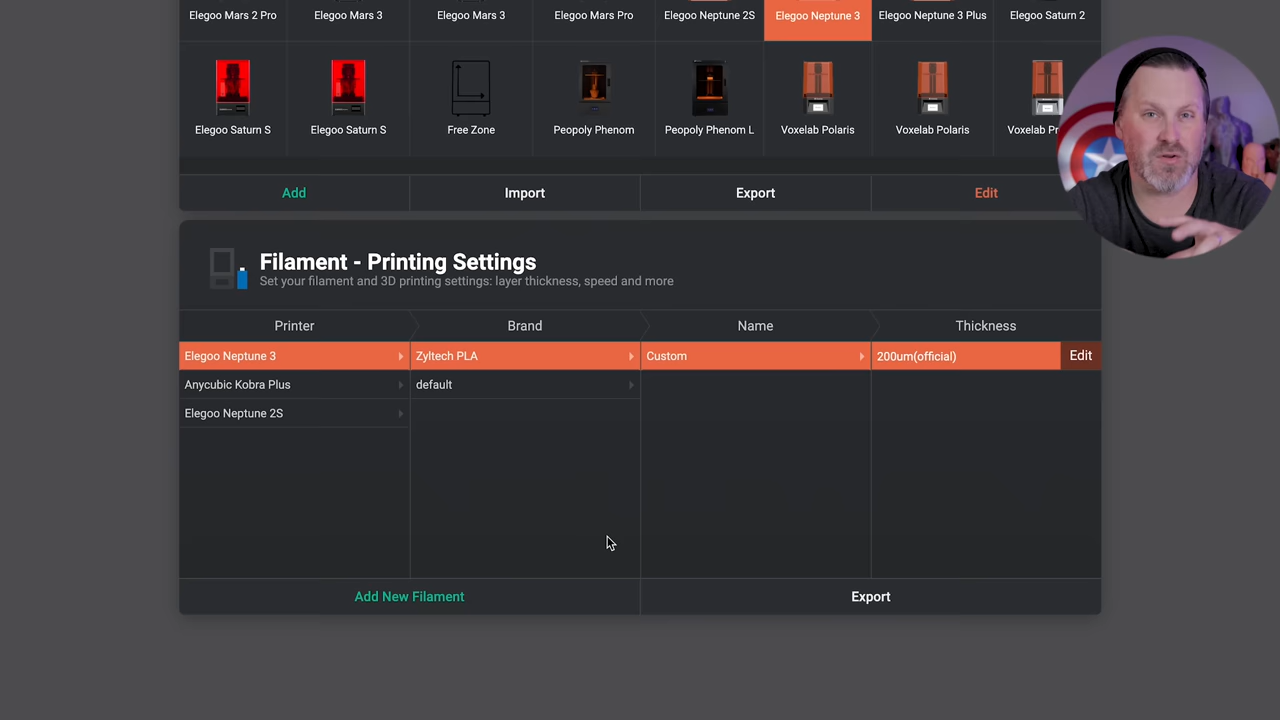 Elegoo Mars 2 Pro
Elegoo Mars 3
Elegoo Mars 3
Elegoo Mars Pro
Elegoo Neptune 2S
Elegoo Neptune 3
Elegoo Neptune 3 Plus
Elegoo Saturn 2
Elegoo Saturn S
Elegoo Saturn S
Free Zone
Peopoly Phenom
Peopoly Phenom L
Voxelab Polaris
Voxelab Polaris
Voxelab
Add
Import
Export
Edit
Filament - Printing Settings
Set your filament and 3D printing settings: layer thickness, speed and more
Printer
Brand
Name
Thickness
Elegoo Neptune 3
Zyltech PLA
Custom
200um(official)
Edit
Anycubic Kobra Plus
default
Elegoo Neptune 2S
Add New Filament
Export